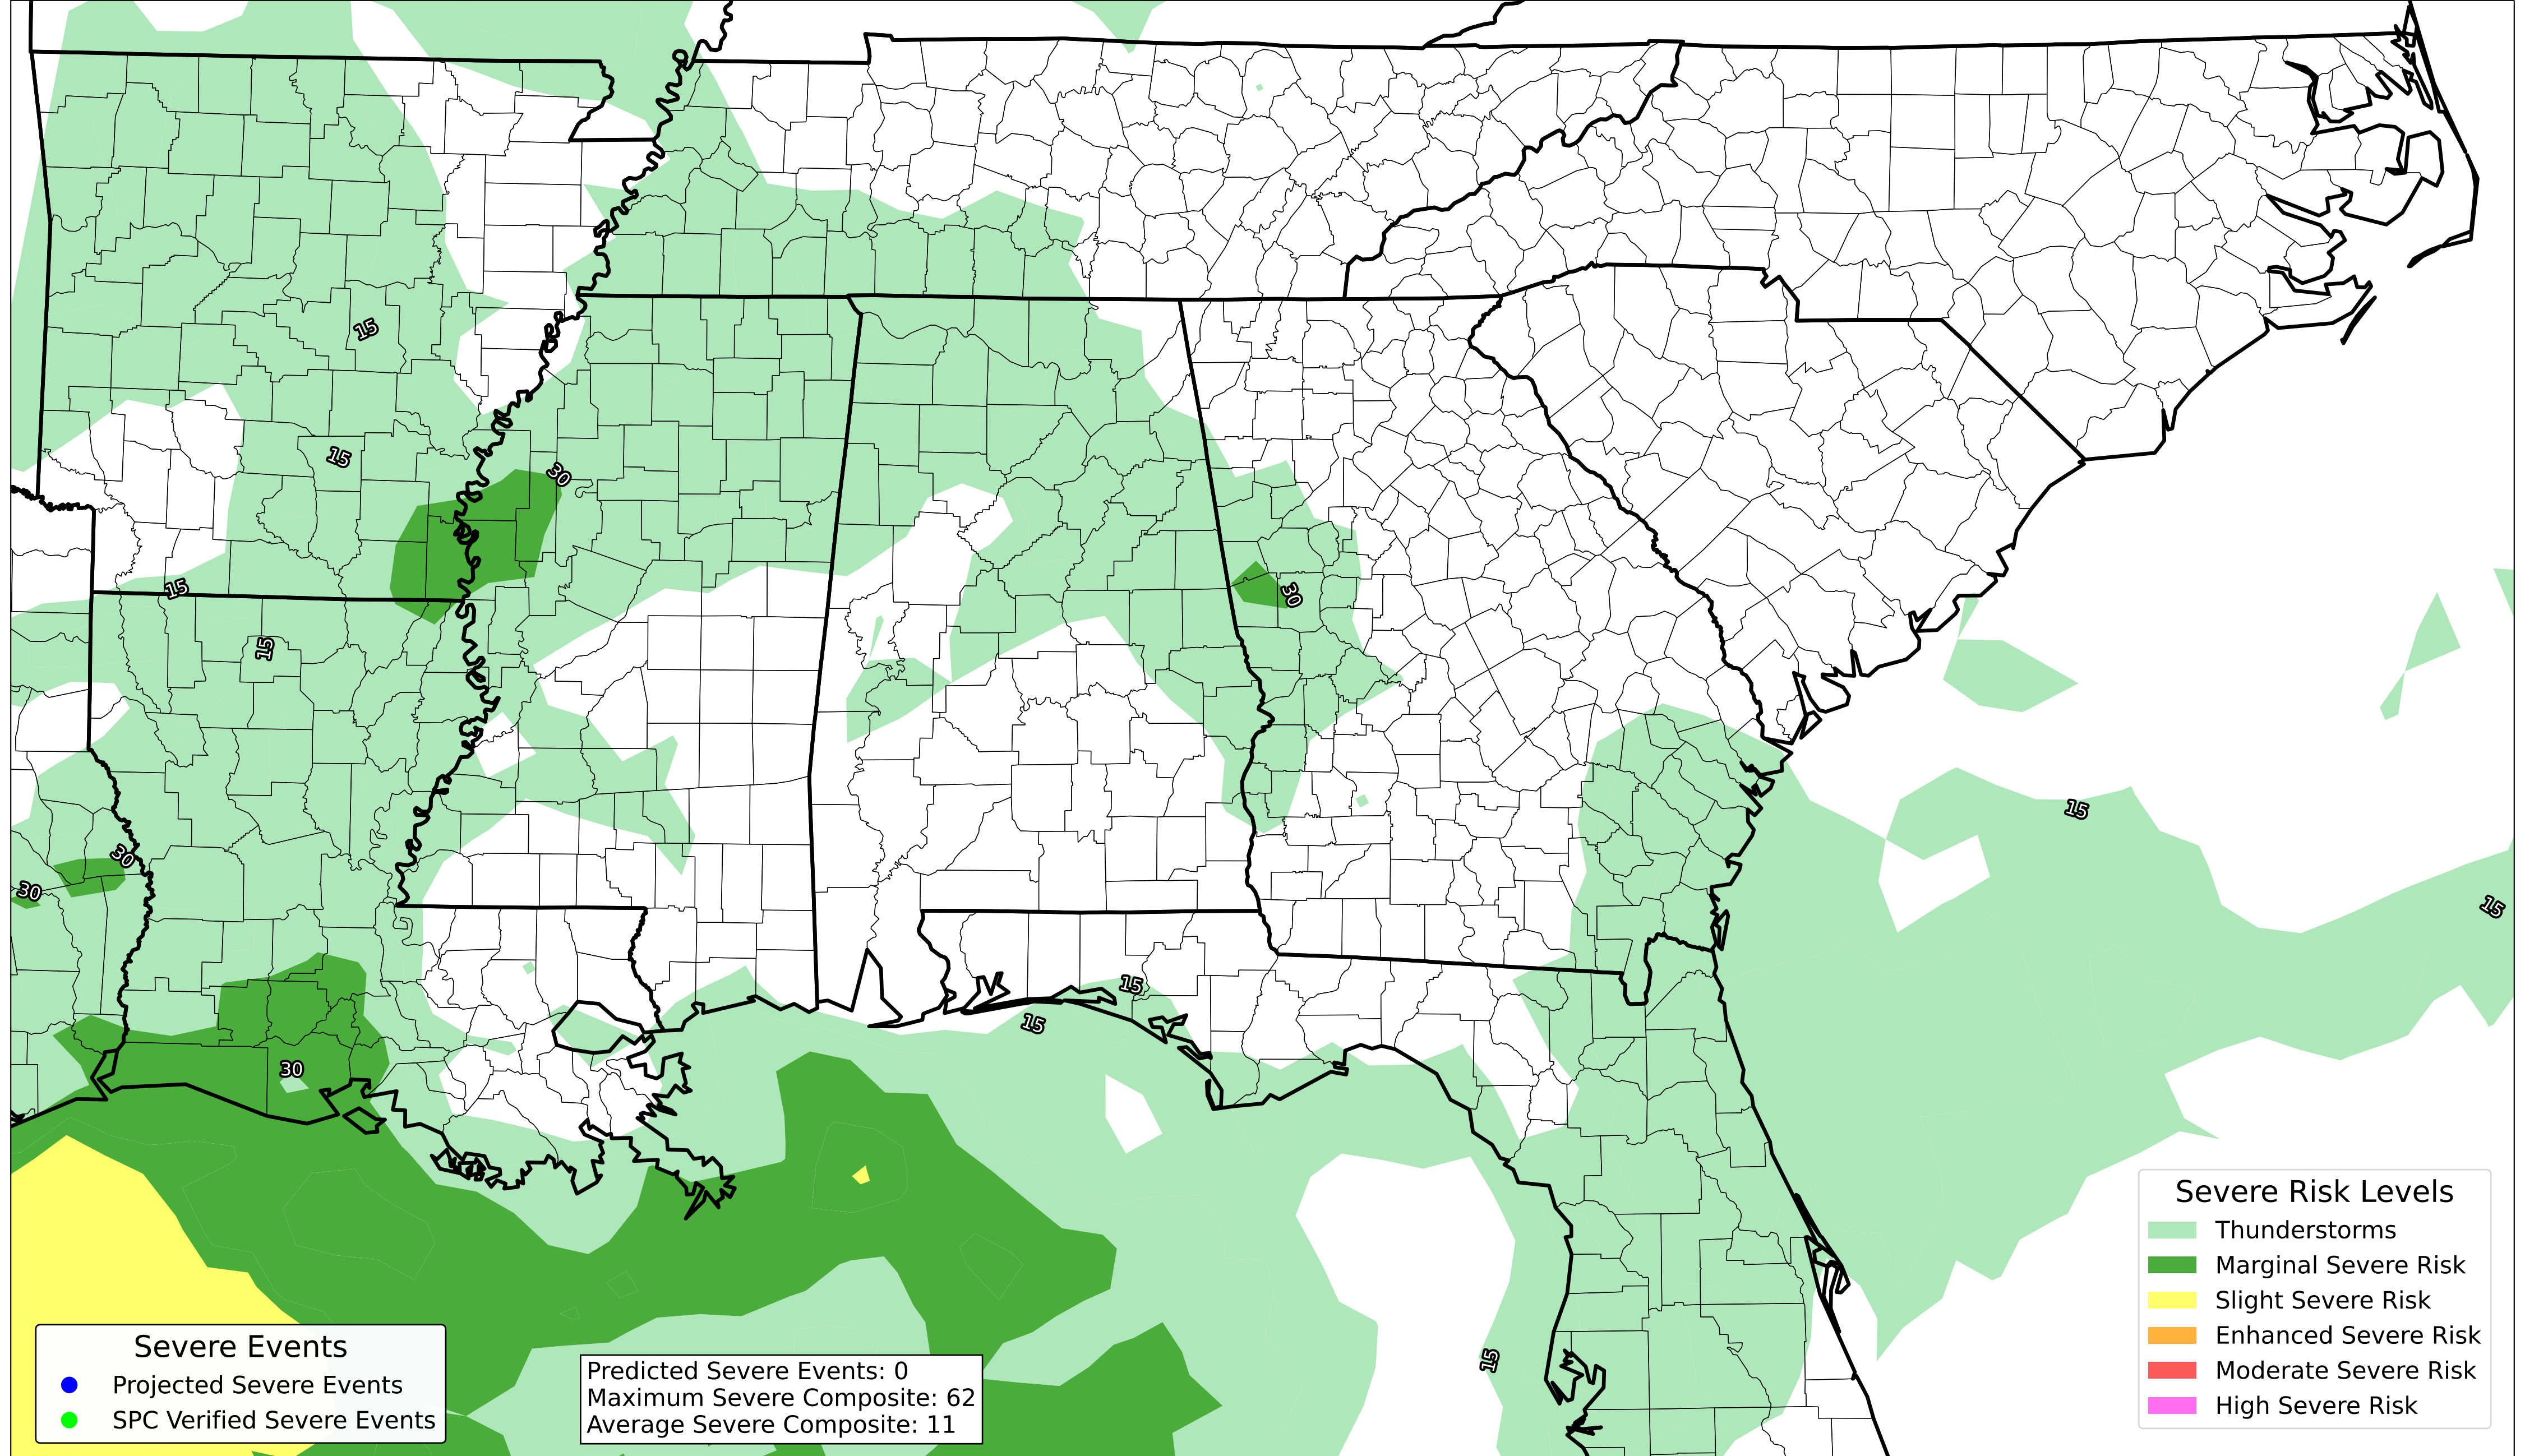 15
15
30
15
30
15
15
30
15
30
15
15
30
15
15
Severe Risk Levels
Thunderstorms
Marginal Severe Risk
Slight Severe Risk
Enhanced Severe Risk
Moderate Severe Risk
High Severe Risk
Severe Events
Projected Severe Events
SPC Verified Severe Events
Predicted Severe Events: 0
Maximum Severe Composite: 62
Average Severe Composite: 11